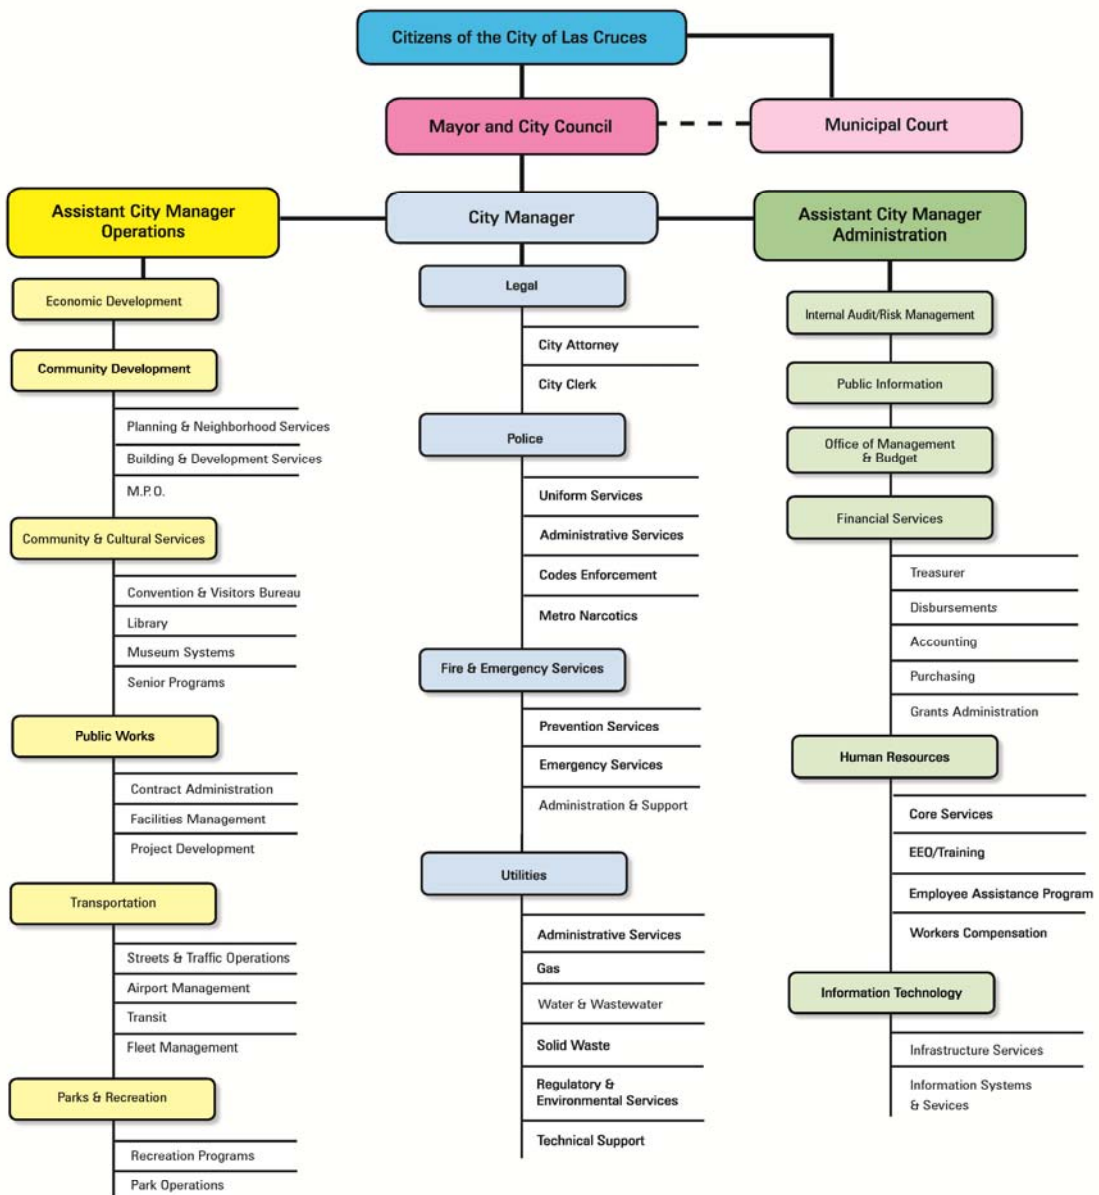 Citizens of the City of Las Cruces
Mayor and City Council
Municipal Court
Assistant City Manager
Operations
City Manager
Assistant City Manager
Administration
Economic Development
Community Development
Planning & Neighborhood Services
Building & Development Services
M.P.O.
Community & Cultural Services
Convention & Visitors Bureau
Library
Museum Systems
Senior Programs
Public Works
Contract Administration
Facilities Management
Project Development
Transportation
Streets & Traffic Operations
Airport Management
Transit
Fleet Management
Parks & Recreation
Recreation Programs
Park Operations
Legal
City Attorney
City Clerk
Police
Uniform Services
Administrative Services
Codes Enforcement
Metro Narcotics
Fire & Emergency Services
Prevention Services
Emergency Services
Administration & Support
Utilities
Administrative Services
Gas
Water & Wastewater
Solid Waste
Regulatory &
Environmental Services
Technical Support
Internal Audit/Risk Management
Public Information
Office of Management
& Budget
Financial Services
Treasurer
Disbursements
Accounting
Purchasing
Grants Administration
Human Resources
Core Services
EEO/Training
Employee Assistance Program
Workers Compensation
Information Technology
Infrastructure Services
Information Systems
& Sevices